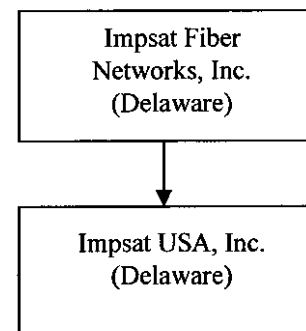 Impsat Fiber
Networks, Inc.
(Delaware)
Impsat USA, Inc.
(Delaware)